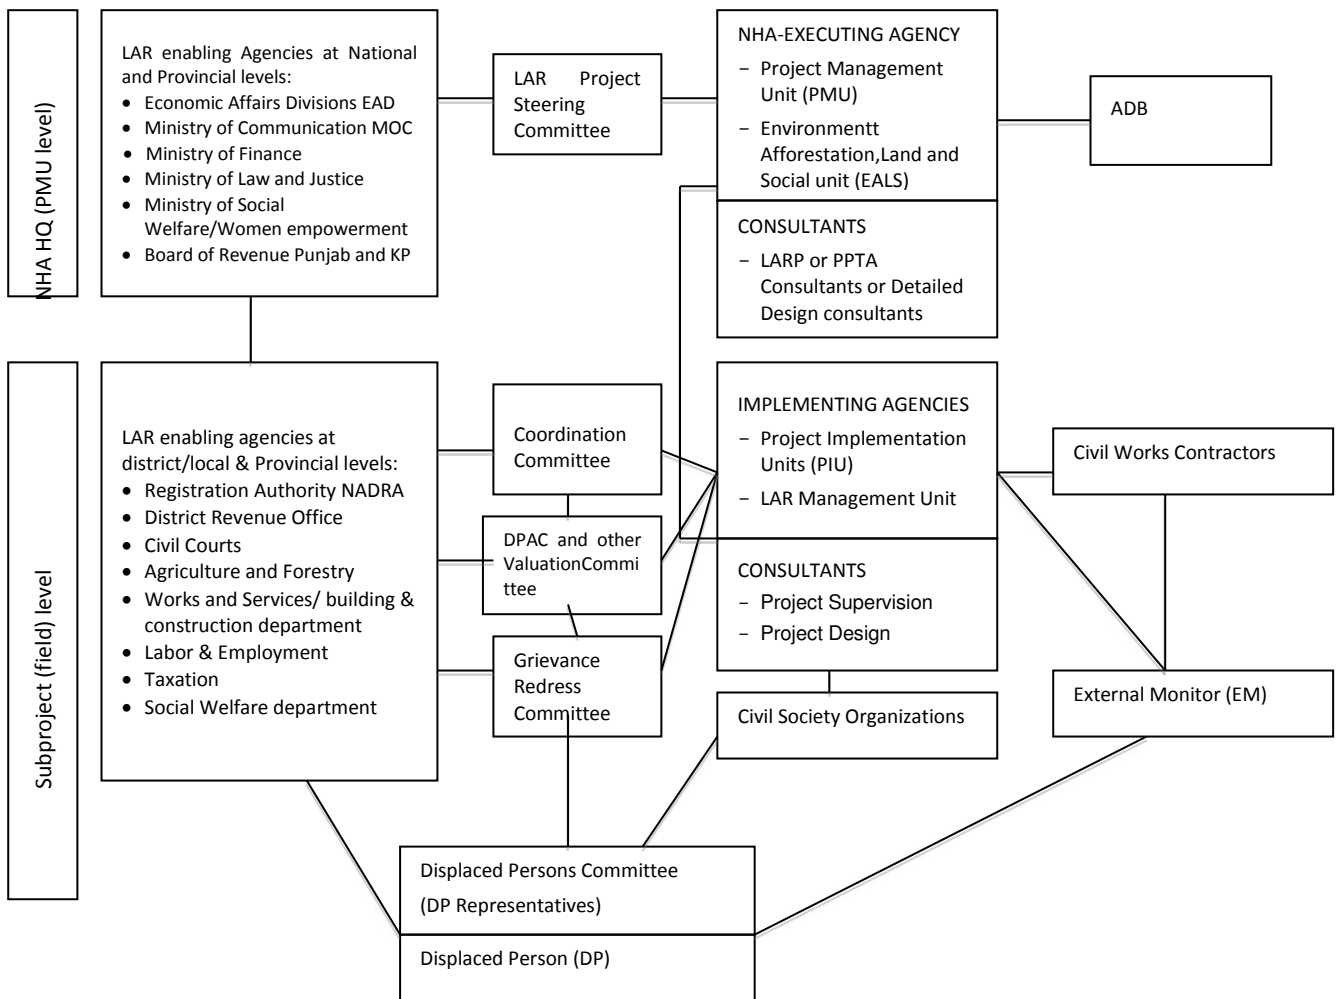 NHA HQ (PMU level)
LAR enabling Agencies at National
and Provincial levels:
• Economic Affairs Divisions EAD
• Ministry of Communication MOC
• Ministry of Finance
• Ministry of Law and Justice
• Ministry of Social
Welfare/Women empowerment
• Board of Revenue Punjab and KP
LAR Project
Steering
Committee
NHA-EXECUTING AGENCY
– Project Management
Unit (PMU)
– Environmentt
Afforestation,Land and
Social unit (EALS)
CONSULTANTS
– LARP or PPTA
Consultants or Detailed
Design consultants
ADB
Subproject (field) level
LAR enabling agencies at
district/local & Provincial levels:
• Registration Authority NADRA
• District Revenue Office
• Civil Courts
• Agriculture and Forestry
• Works and Services/ building &
construction department
• Labor & Employment
• Taxation
• Social Welfare department
Coordination
Committee
DPAC and other
ValuationCommi
ttee
Grievance
Redress
Committee
IMPLEMENTING AGENCIES
– Project Implementation
Units (PIU)
– LAR Management Unit
CONSULTANTS
– Project Supervision
– Project Design
Civil Society Organizations
Civil Works Contractors
External Monitor (EM)
Displaced Persons Committee
(DP Representatives)
Displaced Person (DP)